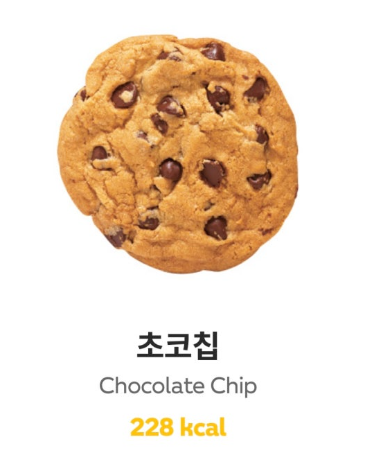 초코칩
Chocolate Chip
228 kcal